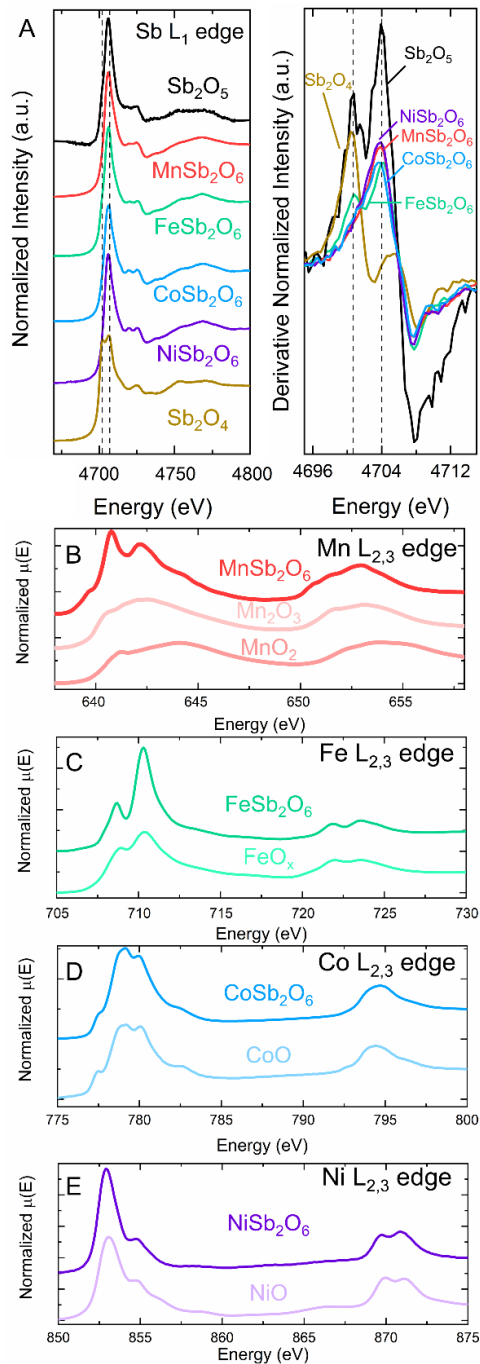 A
Sb L₁ edge
Sb₂O₅
MnSb₂O₆
FeSb₂O₆
CoSb₂O₆
NiSb₂O₆
Sb₂O₄
Normalized Intensity (a.u.)
4700 4750 4800
Energy (eV)
Sb₂O₄
Sb₂O₅
NiSb₂O₆
MnSb₂O₆
CoSb₂O₆
FeSb₂O₆
Derivative Normalized Intensity (a.u.)
4696 4704 4712
Energy (eV)
B
Mn L₂,₃ edge
MnSb₂O₆
Mn₂O₃
MnO₂
Normalized μ(E)
640 645 650 655
Energy (eV)
C
Fe L₂,₃ edge
FeSb₂O₆
FeOₓ
Normalized μ(E)
705 710 715 720 725 730
Energy (eV)
D
Co L₂,₃ edge
CoSb₂O₆
CoO
Normalized μ(E)
775 780 785 790 795 800
Energy (eV)
E
Ni L₂,₃ edge
NiSb₂O₆
NiO
Normalized μ(E)
850 855 860 865 870 875
Energy (eV)